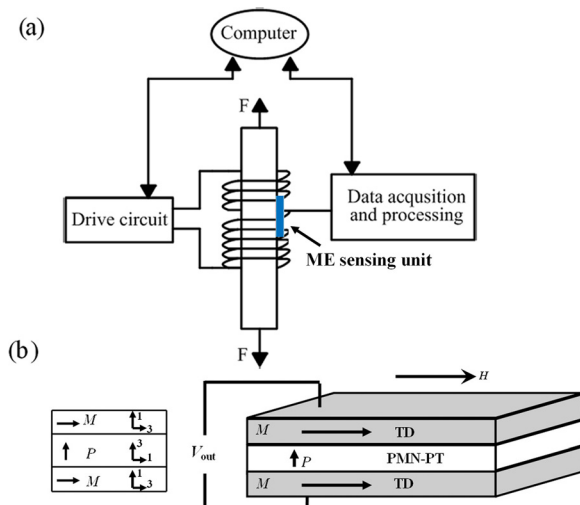 (a)
Computer
F
Drive circuit
Data acqusition
and processing
ME sensing unit
F
(b)
H
M 1 3
P 3 1
M 1 3
Vout
M TD
P PMN-PT
M TD